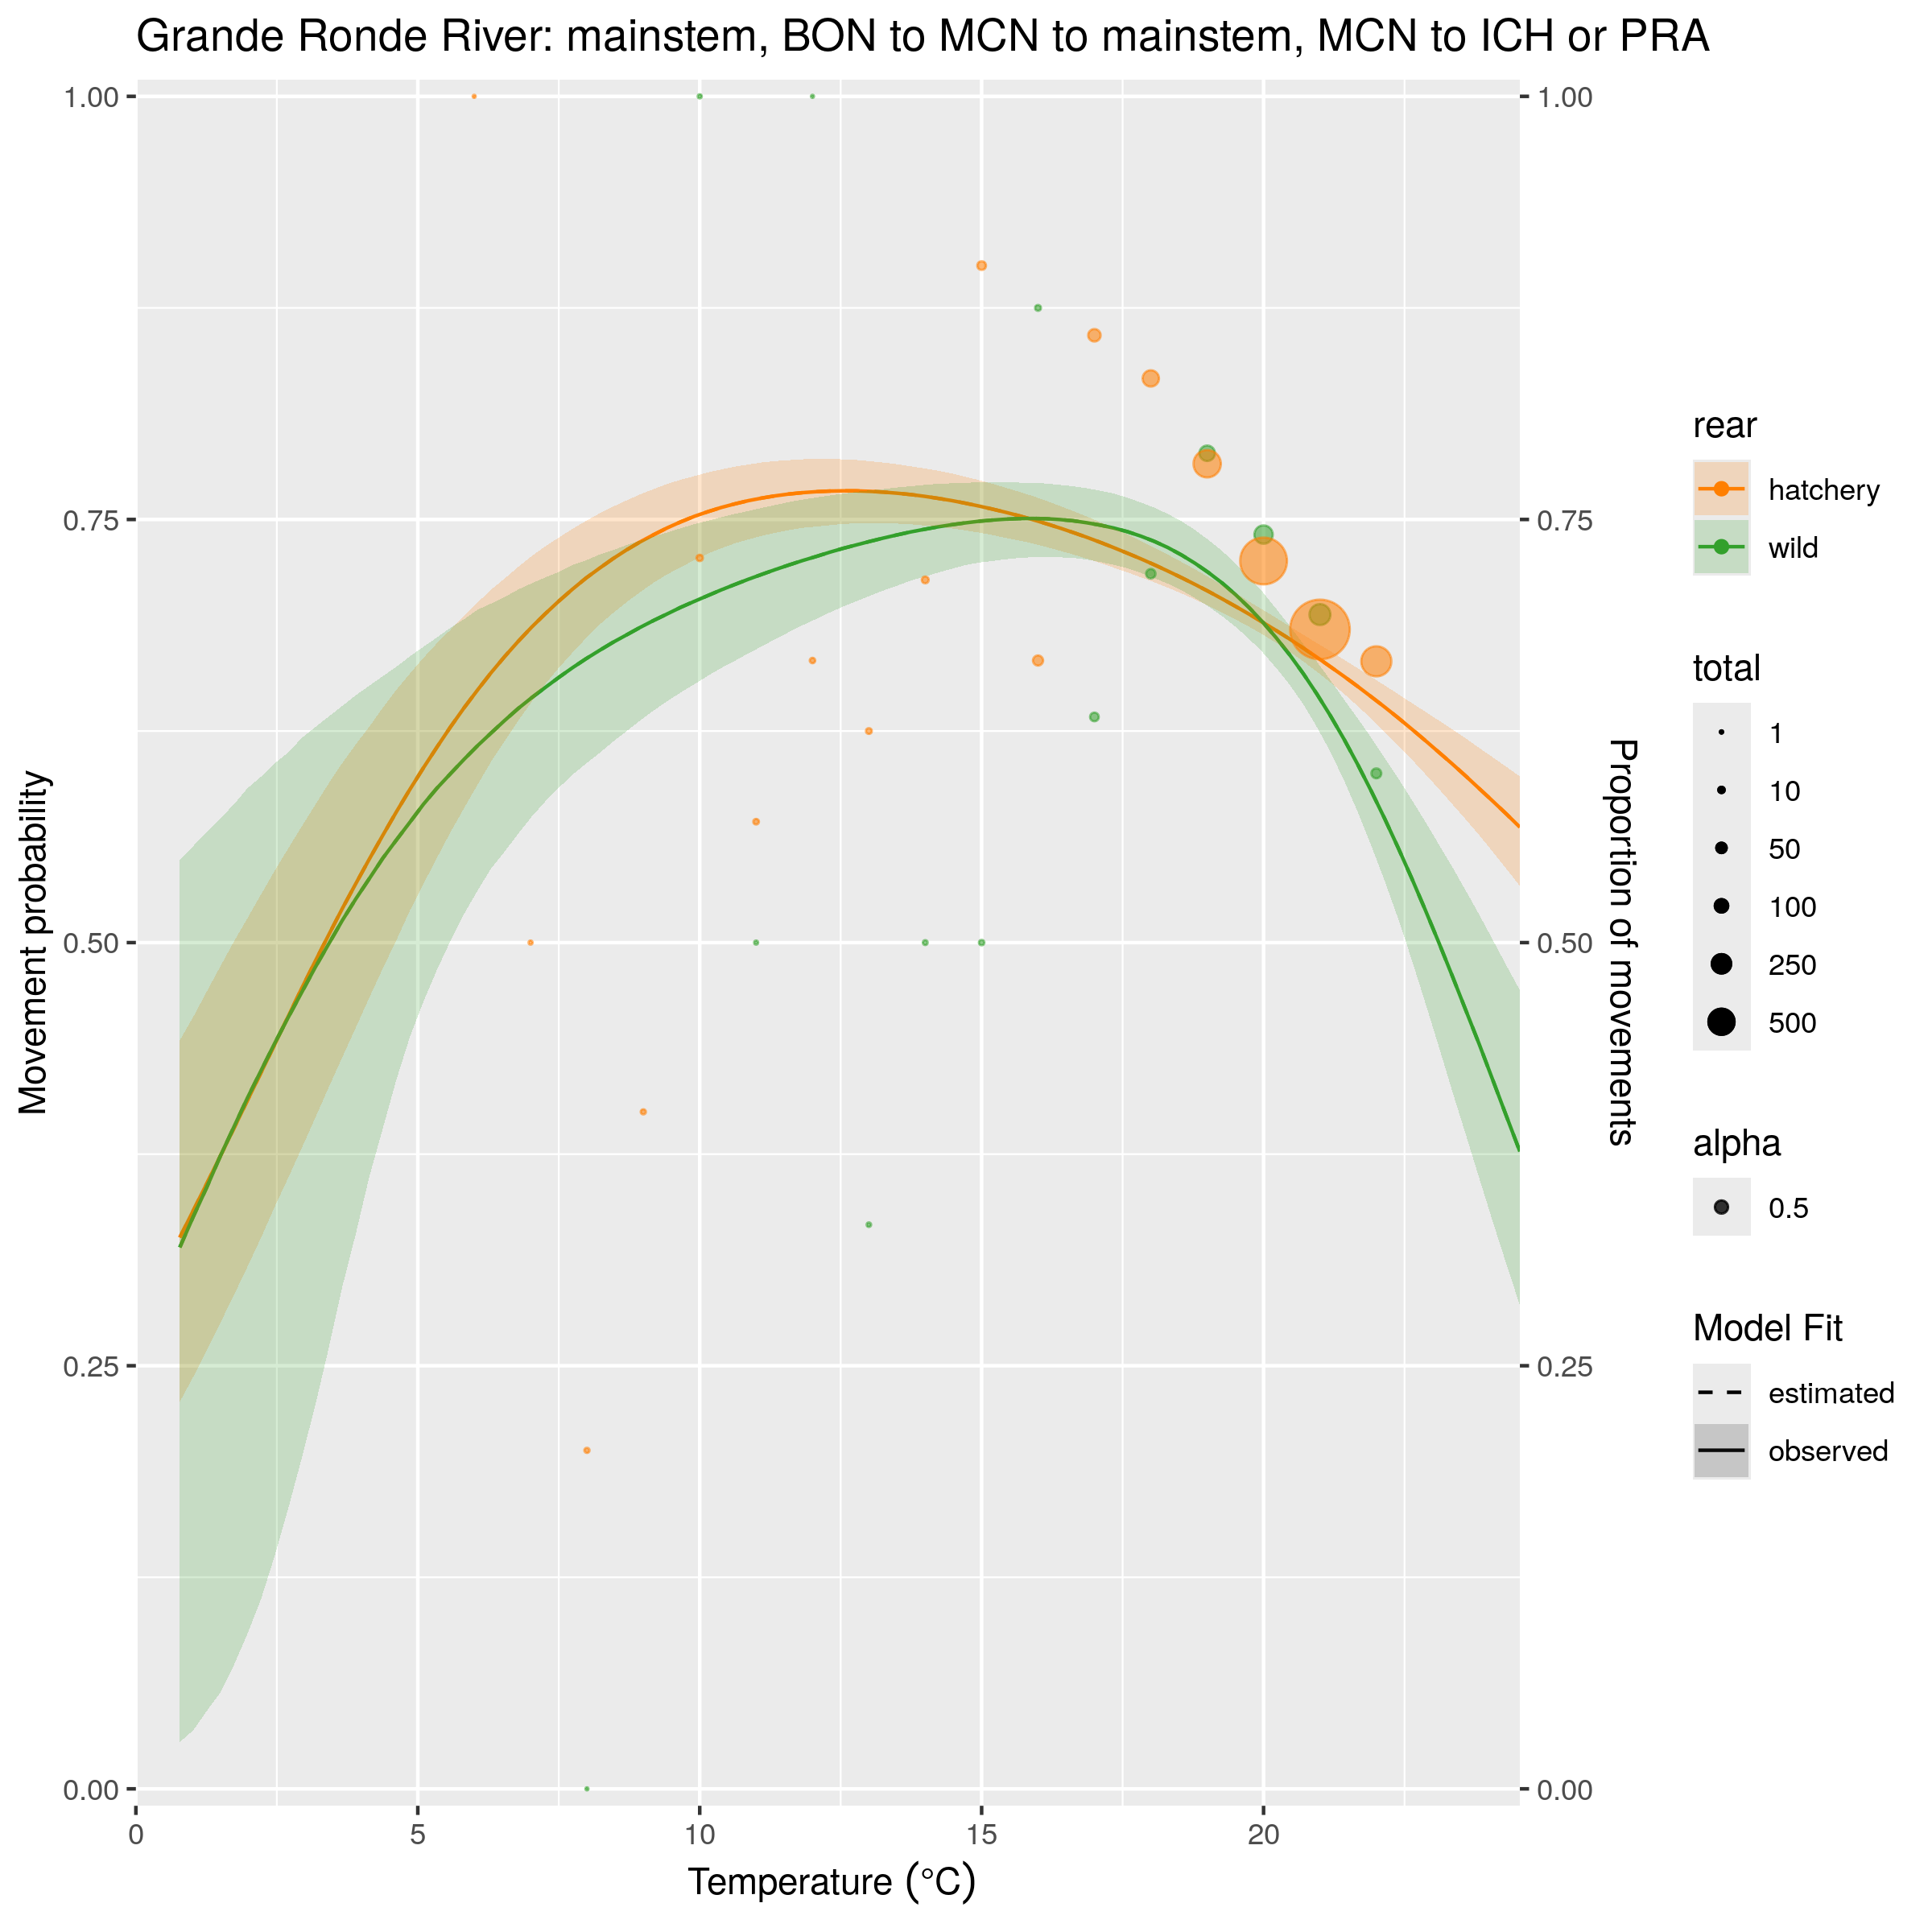 Grande Ronde River: mainstem, BON to MCN to mainstem, MCN to ICH or PRA
Movement probability
1.00
0.75
0.50
0.25
0.00
0
5
10
15
20
Temperature (°C)
1.00
0.75
0.50
0.25
0.00
Proportion of movements
rear
hatchery
wild
total
1
10
50
100
250
500
alpha
0.5
Model Fit
estimated
observed